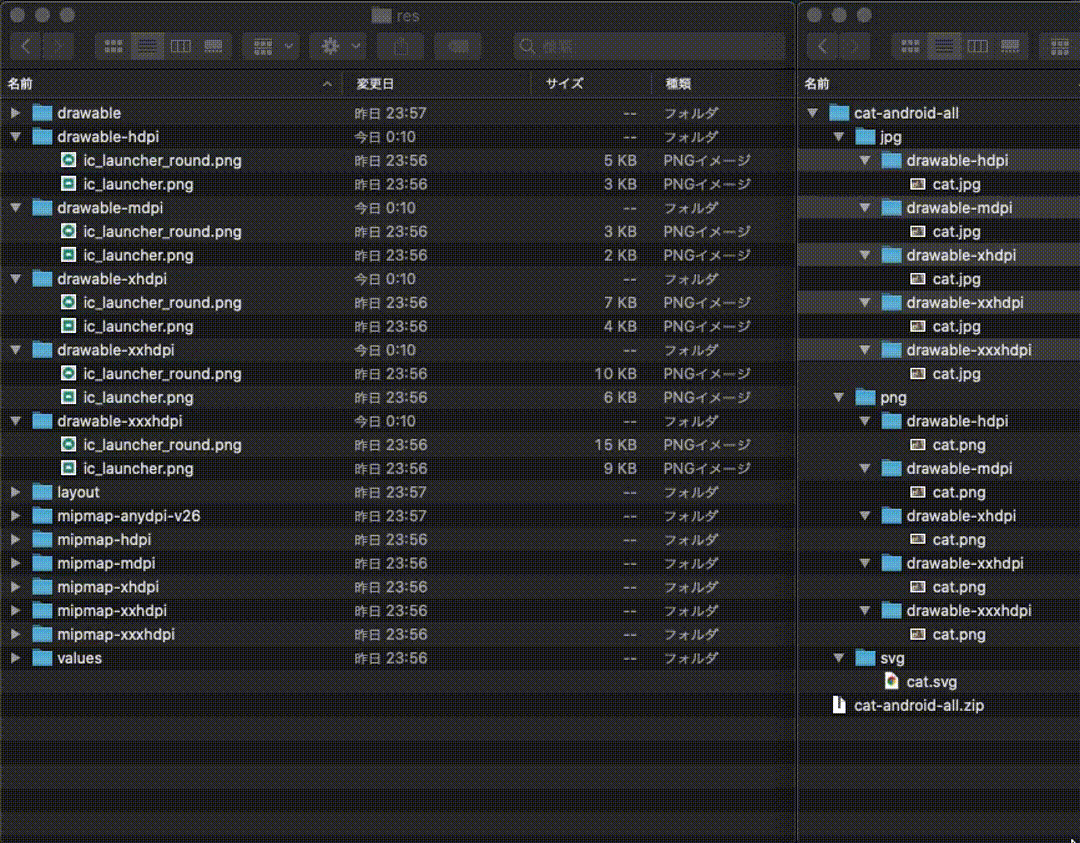 res
検索
名前 変更日 サイズ 種類
drawable 昨日 23:57 -- フォルダ
drawable-hdpi 今日 0:10 -- フォルダ
ic_launcher_round.png 昨日 23:56 5 KB PNGイメージ
ic_launcher.png 昨日 23:56 3 KB PNGイメージ
drawable-mdpi 今日 0:10 -- フォルダ
ic_launcher_round.png 昨日 23:56 3 KB PNGイメージ
ic_launcher.png 昨日 23:56 2 KB PNGイメージ
drawable-xhdpi 今日 0:10 -- フォルダ
ic_launcher_round.png 昨日 23:56 7 KB PNGイメージ
ic_launcher.png 昨日 23:56 4 KB PNGイメージ
drawable-xxhdpi 今日 0:10 -- フォルダ
ic_launcher_round.png 昨日 23:56 10 KB PNGイメージ
ic_launcher.png 昨日 23:56 6 KB PNGイメージ
drawable-xxxhdpi 今日 0:10 -- フォルダ
ic_launcher_round.png 昨日 23:56 15 KB PNGイメージ
ic_launcher.png 昨日 23:56 9 KB PNGイメージ
layout 昨日 23:57 -- フォルダ
mipmap-anydpi-v26 昨日 23:57 -- フォルダ
mipmap-hdpi 昨日 23:56 -- フォルダ
mipmap-mdpi 昨日 23:56 -- フォルダ
mipmap-xhdpi 昨日 23:56 -- フォルダ
mipmap-xxhdpi 昨日 23:56 -- フォルダ
mipmap-xxxhdpi 昨日 23:56 -- フォルダ
values 昨日 23:56 -- フォルダ
名前
cat-android-all
jpg
drawable-hdpi
cat.jpg
drawable-mdpi
cat.jpg
drawable-xhdpi
cat.jpg
drawable-xxhdpi
cat.jpg
drawable-xxxhdpi
cat.jpg
png
drawable-hdpi
cat.png
drawable-mdpi
cat.png
drawable-xhdpi
cat.png
drawable-xxhdpi
cat.png
drawable-xxxhdpi
cat.png
svg
cat.svg
cat-android-all.zip